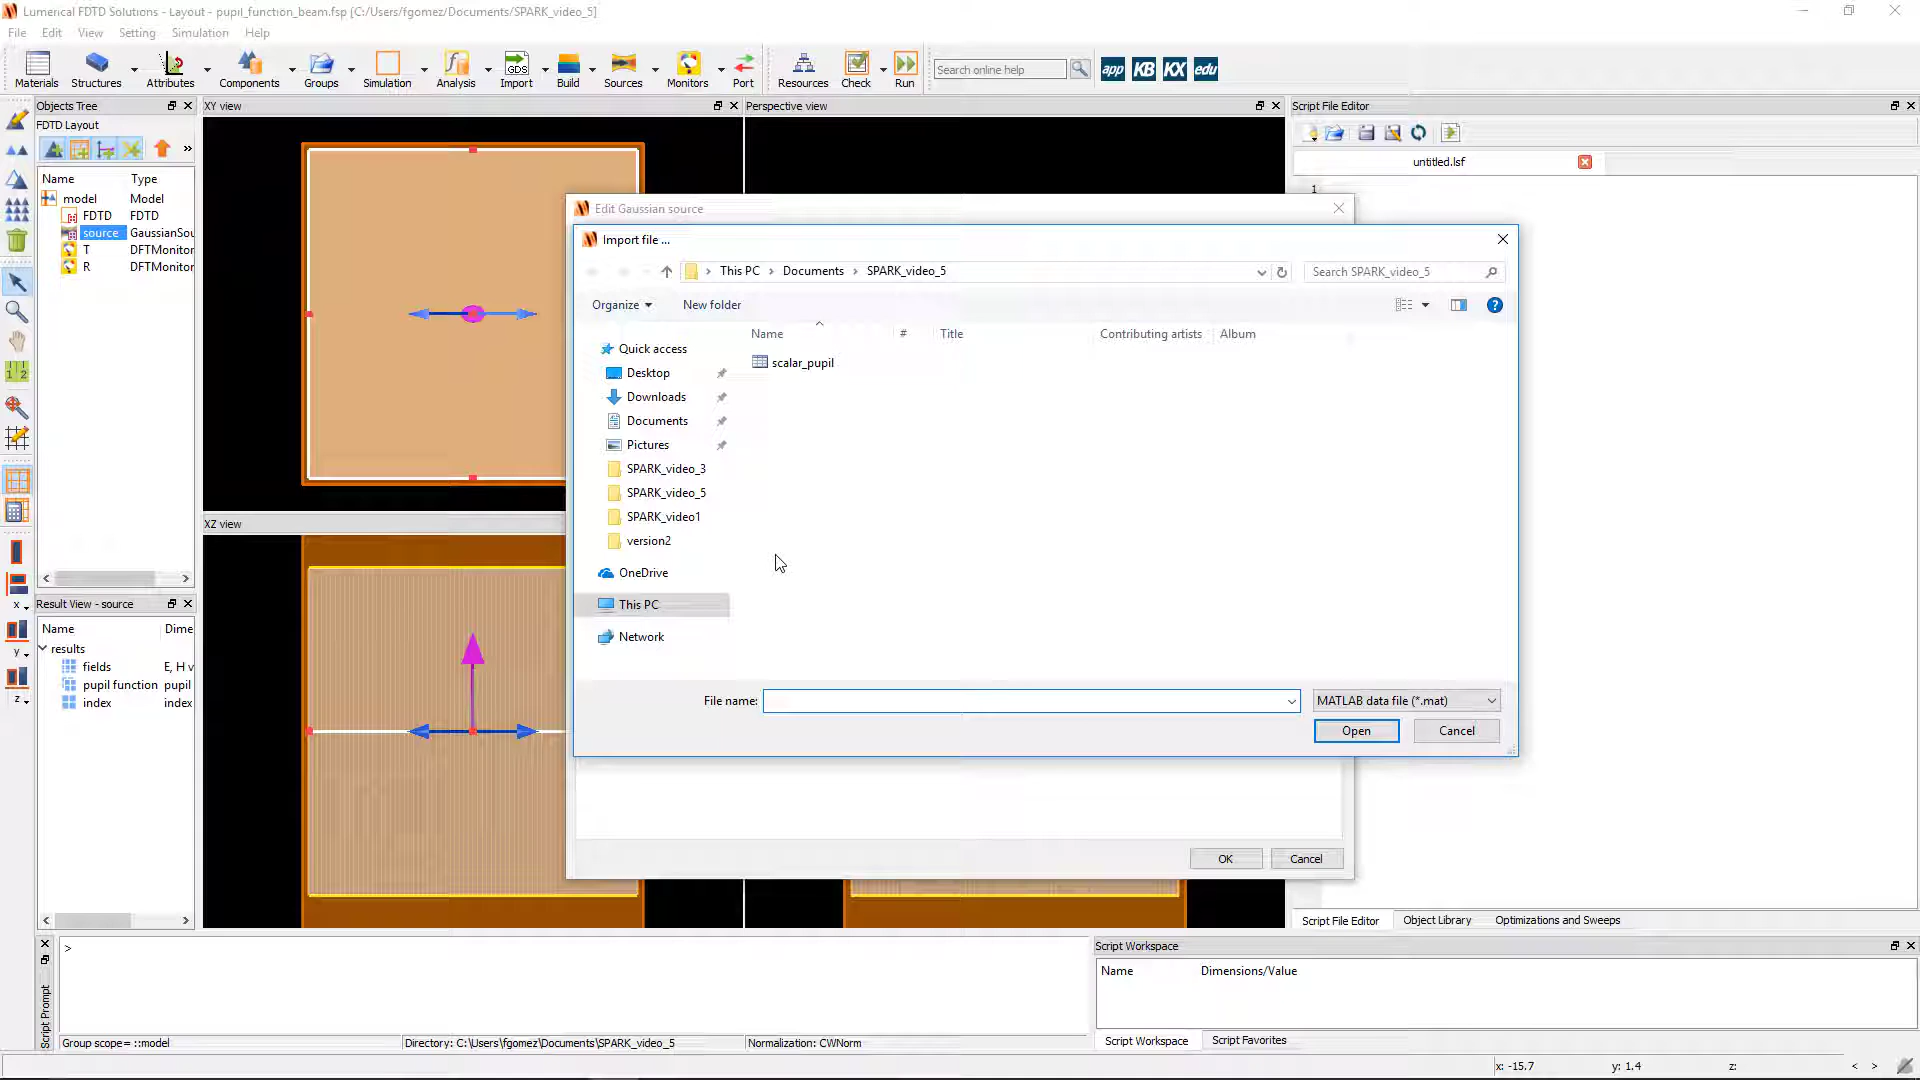 Lumerical FDTD Solutions - Layout - pupil_function_beam.fsp [C:/Users/fgomez/Documents/SPARK_video_5]
File Edit View Setting Simulation Help
Materials Structures Attributes Components Groups Simulation Analysis Import Build Sources Monitors Port Resources Check Run
GDS
Search online help
app KB KX edu
Objects Tree
XY view
Perspective view
Script File Editor
FDTD Layout
»
untitled.lsf
Name Type
1
model Model
FDTD FDTD
source GaussianSou
T DFTMonitor
R DFTMonitor
Edit Gaussian source
Import file ...
This PC > Documents > SPARK_video_5
Search SPARK_video_5
Organize
New folder
Name # Title Contributing artists Album
Quick access
scalar_pupil
Desktop
Downloads
Documents
Pictures
SPARK_video_3
SPARK_video_5
SPARK_video1
version2
OneDrive
This PC
Network
File name:
MATLAB data file (*.mat)
Open
Cancel
XZ view
x
y
z
Result View - source
Name Dime
results
fields E, H v
pupil function pupil
index index
OK
Cancel
Script File Editor
Object Library
Optimizations and Sweeps
>
Script Prompt
Script Workspace
Name Dimensions/Value
Group scope= ::model
Directory: C:\Users\fgomez\Documents\SPARK_video_5
Normalization: CWNorm
Script Workspace
Script Favorites
x: -15.7
y: 1.4
z: